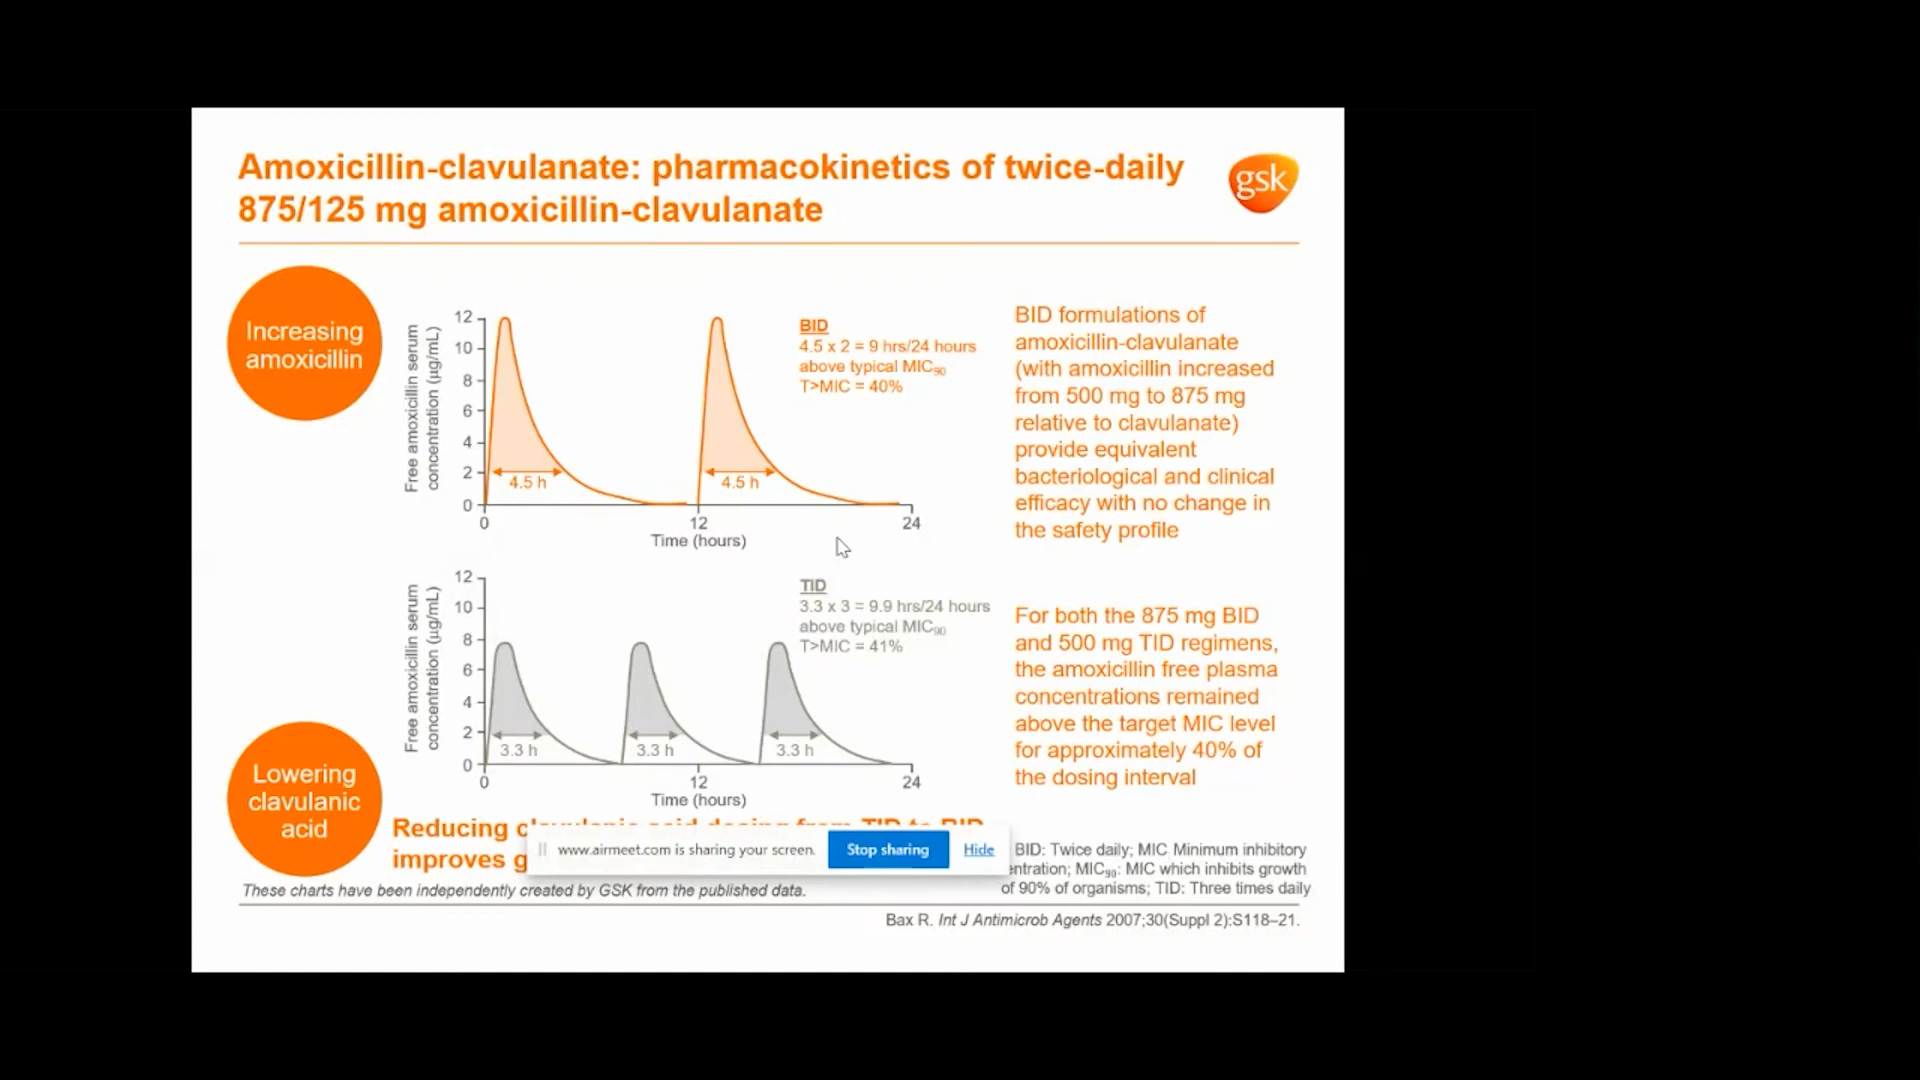 Amoxicillin-clavulanate: pharmacokinetics of twice-daily
875/125 mg amoxicillin-clavulanate
gsk
Increasing
amoxicillin
Free amoxicillin serum
concentration (µg/mL)
12
10
8
6
4
2
0
4.5 h
4.5 h
0
12
24
Time (hours)
BID
4.5 x 2 = 9 hrs/24 hours
above typical MIC90
T>MIC = 40%
BID formulations of
amoxicillin-clavulanate
(with amoxicillin increased
from 500 mg to 875 mg
relative to clavulanate)
provide equivalent
bacteriological and clinical
efficacy with no change in
the safety profile
Free amoxicillin serum
concentration (µg/mL)
12
10
8
6
4
2
0
3.3 h
3.3 h
3.3 h
0
12
24
Time (hours)
TID
3.3 x 3 = 9.9 hrs/24 hours
above typical MIC90
T>MIC = 41%
For both the 875 mg BID
and 500 mg TID regimens,
the amoxicillin free plasma
concentrations remained
above the target MIC level
for approximately 40% of
the dosing interval
Lowering
clavulanic
acid
Reducing clavulanic acid dosing from TID to BID
improves
www.airmeet.com is sharing your screen.
Stop sharing
Hide
BID: Twice daily; MIC Minimum inhibitory
entration; MIC90: MIC which inhibits growth
of 90% of organisms; TID: Three times daily
These charts have been independently created by GSK from the published data.
Bax R. Int J Antimicrob Agents 2007;30(Suppl 2):S118–21.